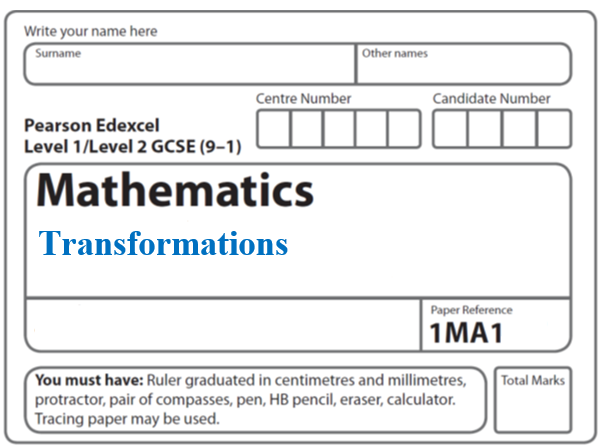 Write your name here
Surname
Other names
Centre Number
Candidate Number
Pearson Edexcel
Level 1/Level 2 GCSE (9–1)
Mathematics
Transformations
Paper Reference
1MA1
You must have: Ruler graduated in centimetres and millimetres,
protractor, pair of compasses, pen, HB pencil, eraser, calculator.
Tracing paper may be used.
Total Marks